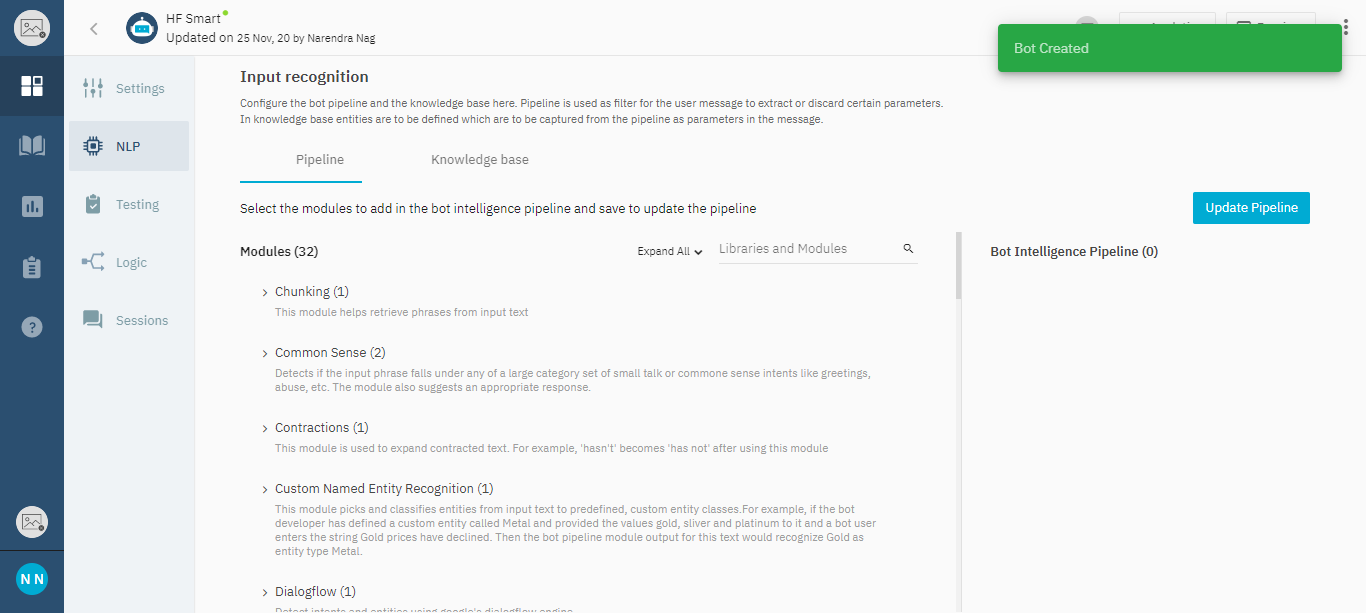 HF Smart
Updated on 25 Nov, 20 by Narendra Nag
Bot Created
Settings
NLP
Testing
Logic
Sessions
Input recognition
Configure the bot pipeline and the knowledge base here. Pipeline is used as filter for the user message to extract or discard certain parameters.
In knowledge base entities are to be defined which are to be captured from the pipeline as parameters in the message.
Pipeline
Knowledge base
Select the modules to add in the bot intelligence pipeline and save to update the pipeline
Update Pipeline
Modules (32)
Expand All
Libraries and Modules
Bot Intelligence Pipeline (0)
Chunking (1)
This module helps retrieve phrases from input text
Common Sense (2)
Detects if the input phrase falls under any of a large category set of small talk or commone sense intents like greetings,
abuse, etc. The module also suggests an appropriate response.
Contractions (1)
This module is used to expand contracted text. For example, 'hasn't' becomes 'has not' after using this module
Custom Named Entity Recognition (1)
This module picks and classifies entities from input text to predefined, custom entity classes.For example, if the bot
developer has defined a custom entity called Metal and provided the values gold, sliver and platinum to it and a bot user
enters the string Gold prices have declined. Then the bot pipeline module output for this text would recognize Gold as
entity type Metal.
Dialogflow (1)
Detect intents and entities using google's dialogflow engine
N N